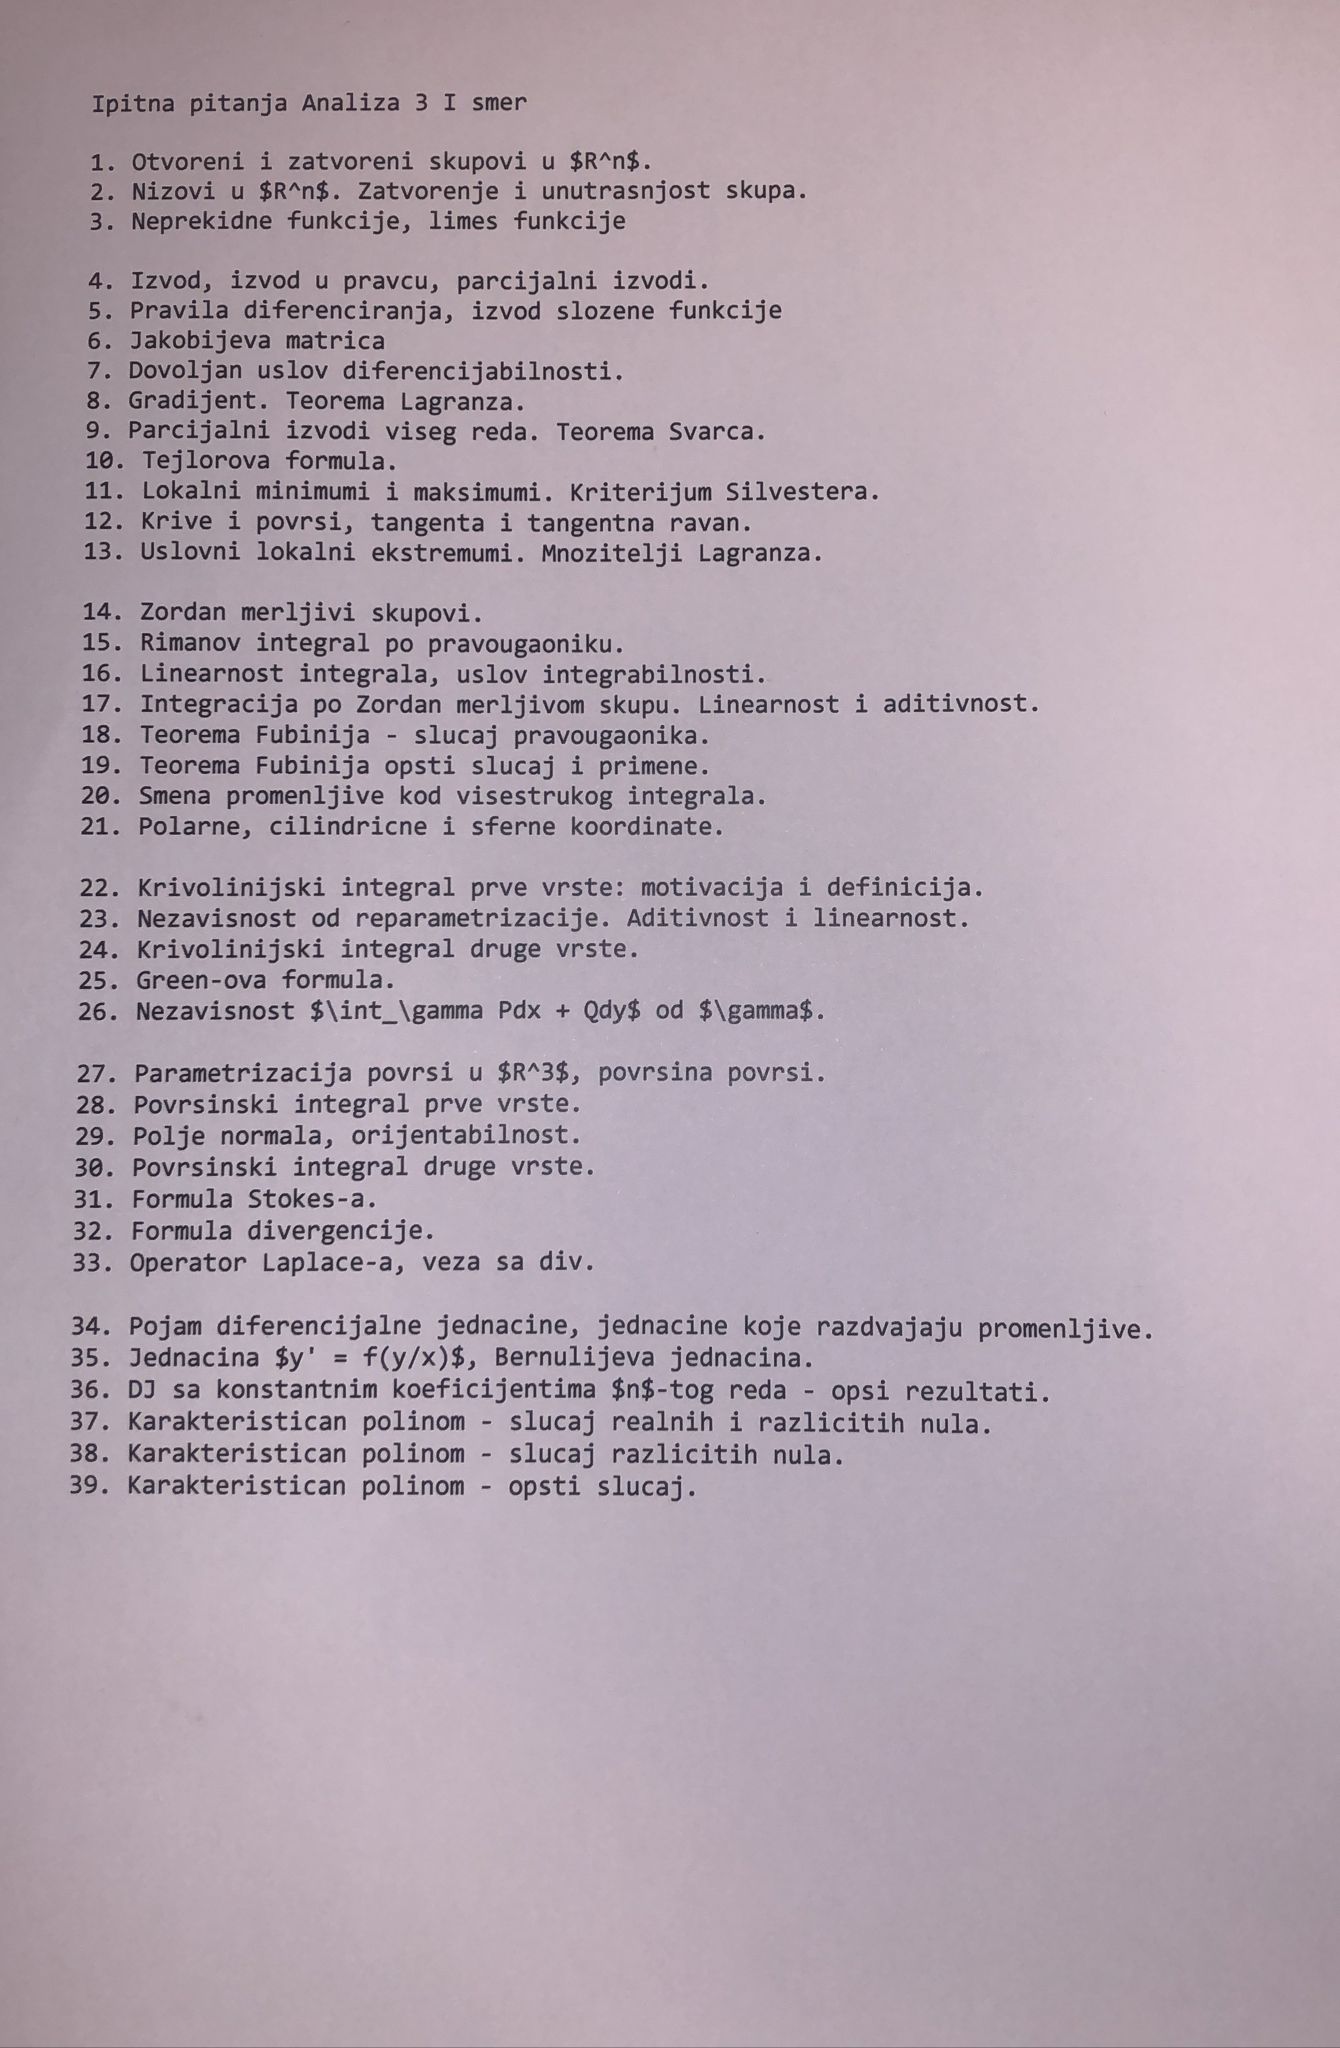 Ipitna pitanja Analiza 3 I smer
1. Otvoreni i zatvoreni skupovi u $R^n$.
2. Nizovi u $R^n$. Zatvorenje i unutrasnjost skupa.
3. Neprekidne funkcije, limes funkcije
4. Izvod, izvod u pravcu, parcijalni izvodi.
5. Pravila diferenciranja, izvod slozene funkcije
6. Jakobijeva matrica
7. Dovoljan uslov diferencijabilnosti.
8. Gradijent. Teorema Lagranza.
9. Parcijalni izvodi viseg reda. Teorema Svarca.
10. Tejlorova formula.
11. Lokalni minimumi i maksimumi. Kriterijum Silvestera.
12. Krive i povrsi, tangenta i tangentna ravan.
13. Uslovni lokalni ekstremumi. Mnozitelji Lagranza.
14. Zordan merljivi skupovi.
15. Rimanov integral po pravougaoniku.
16. Linearnost integrala, uslov integrabilnosti.
17. Integracija po Zordan merljivom skupu. Linearnost i aditivnost.
18. Teorema Fubinija - slucaj pravougaonika.
19. Teorema Fubinija opsti slucaj i primene.
20. Smena promenljive kod visestrukog integrala.
21. Polarne, cilindricne i sferne koordinate.
22. Krivolinijski integral prve vrste: motivacija i definicija.
23. Nezavisnost od reparametrizacije. Aditivnost i linearnost.
24. Krivolinijski integral druge vrste.
25. Green-ova formula.
26. Nezavisnost $\int_\gamma Pdx + Qdy$ od $\gamma$.
27. Parametrizacija povrsi u $R^3$, povrsina povrsi.
28. Povrsinski integral prve vrste.
29. Polje normala, orijentabilnost.
30. Povrsinski integral druge vrste.
31. Formula Stokes-a.
32. Formula divergencije.
33. Operator Laplace-a, veza sa div.
34. Pojam diferencijalne jednacine, jednacine koje razdvajaju promenljive.
35. Jednacina $y' = f(y/x)$, Bernulijeva jednacina.
36. DJ sa konstantnim koeficijentima $n$-tog reda - opsi rezultati.
37. Karakteristican polinom - slucaj realnih i razlicitih nula.
38. Karakteristican polinom - slucaj razlicitih nula.
39. Karakteristican polinom - opsti slucaj.